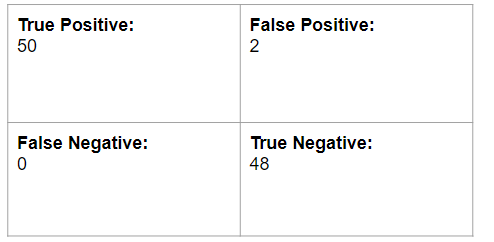 True Positive:
50
False Positive:
2
False Negative:
0
True Negative:
48